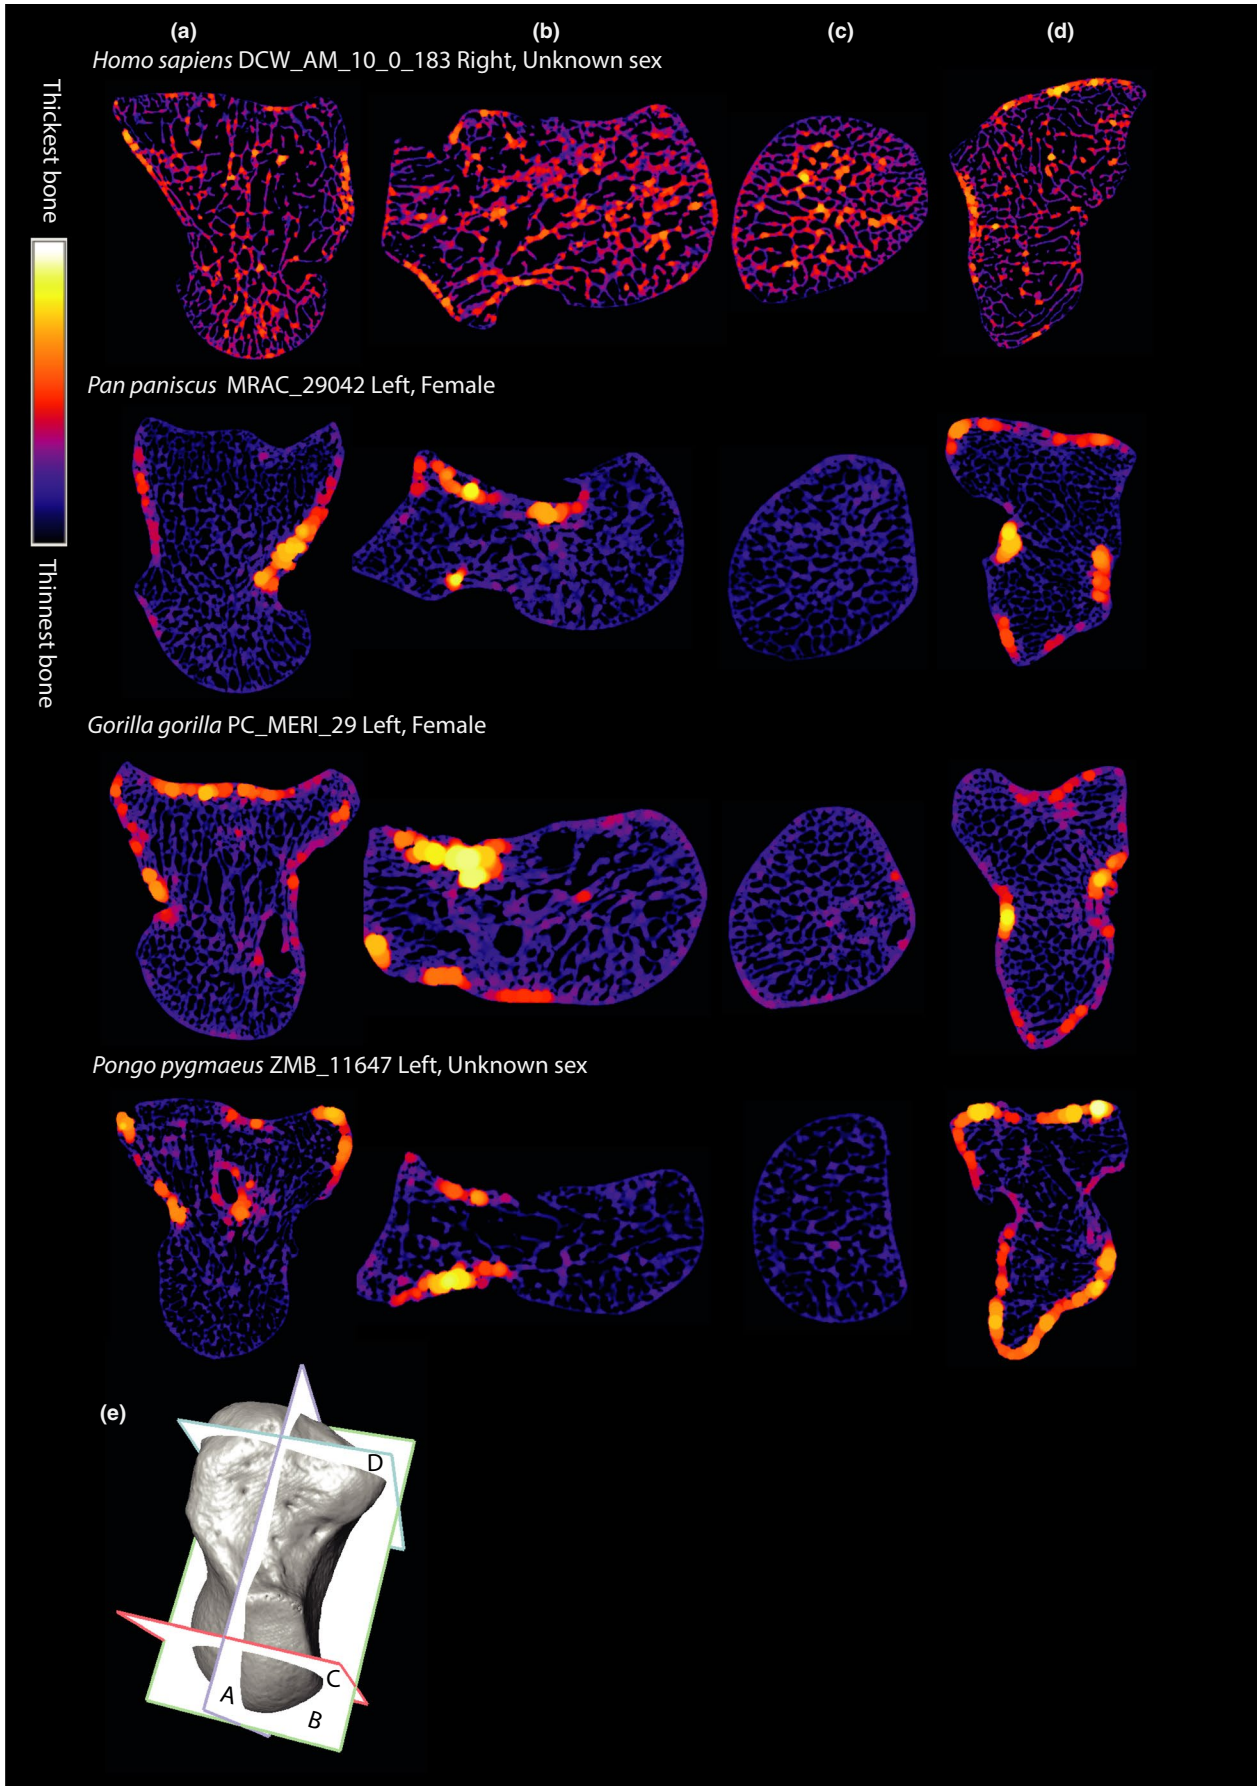 (a) (b) (c) (d)
Homo sapiens DCW_AM_10_0_183 Right, Unknown sex
Thickest bone
Thinnest bone
Pan paniscus MRAC_29042 Left, Female
Gorilla gorilla PC_MERI_29 Left, Female
Pongo pygmaeus ZMB_11647 Left, Unknown sex
(e)
D
C
A
B